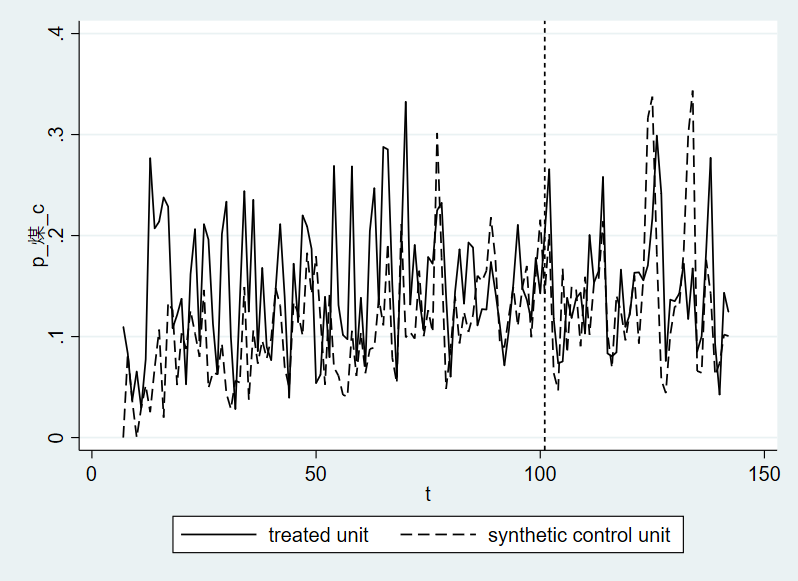 .4
.3
.2
.1
0
p_煤_c
0 50 100 150
t
treated unit synthetic control unit